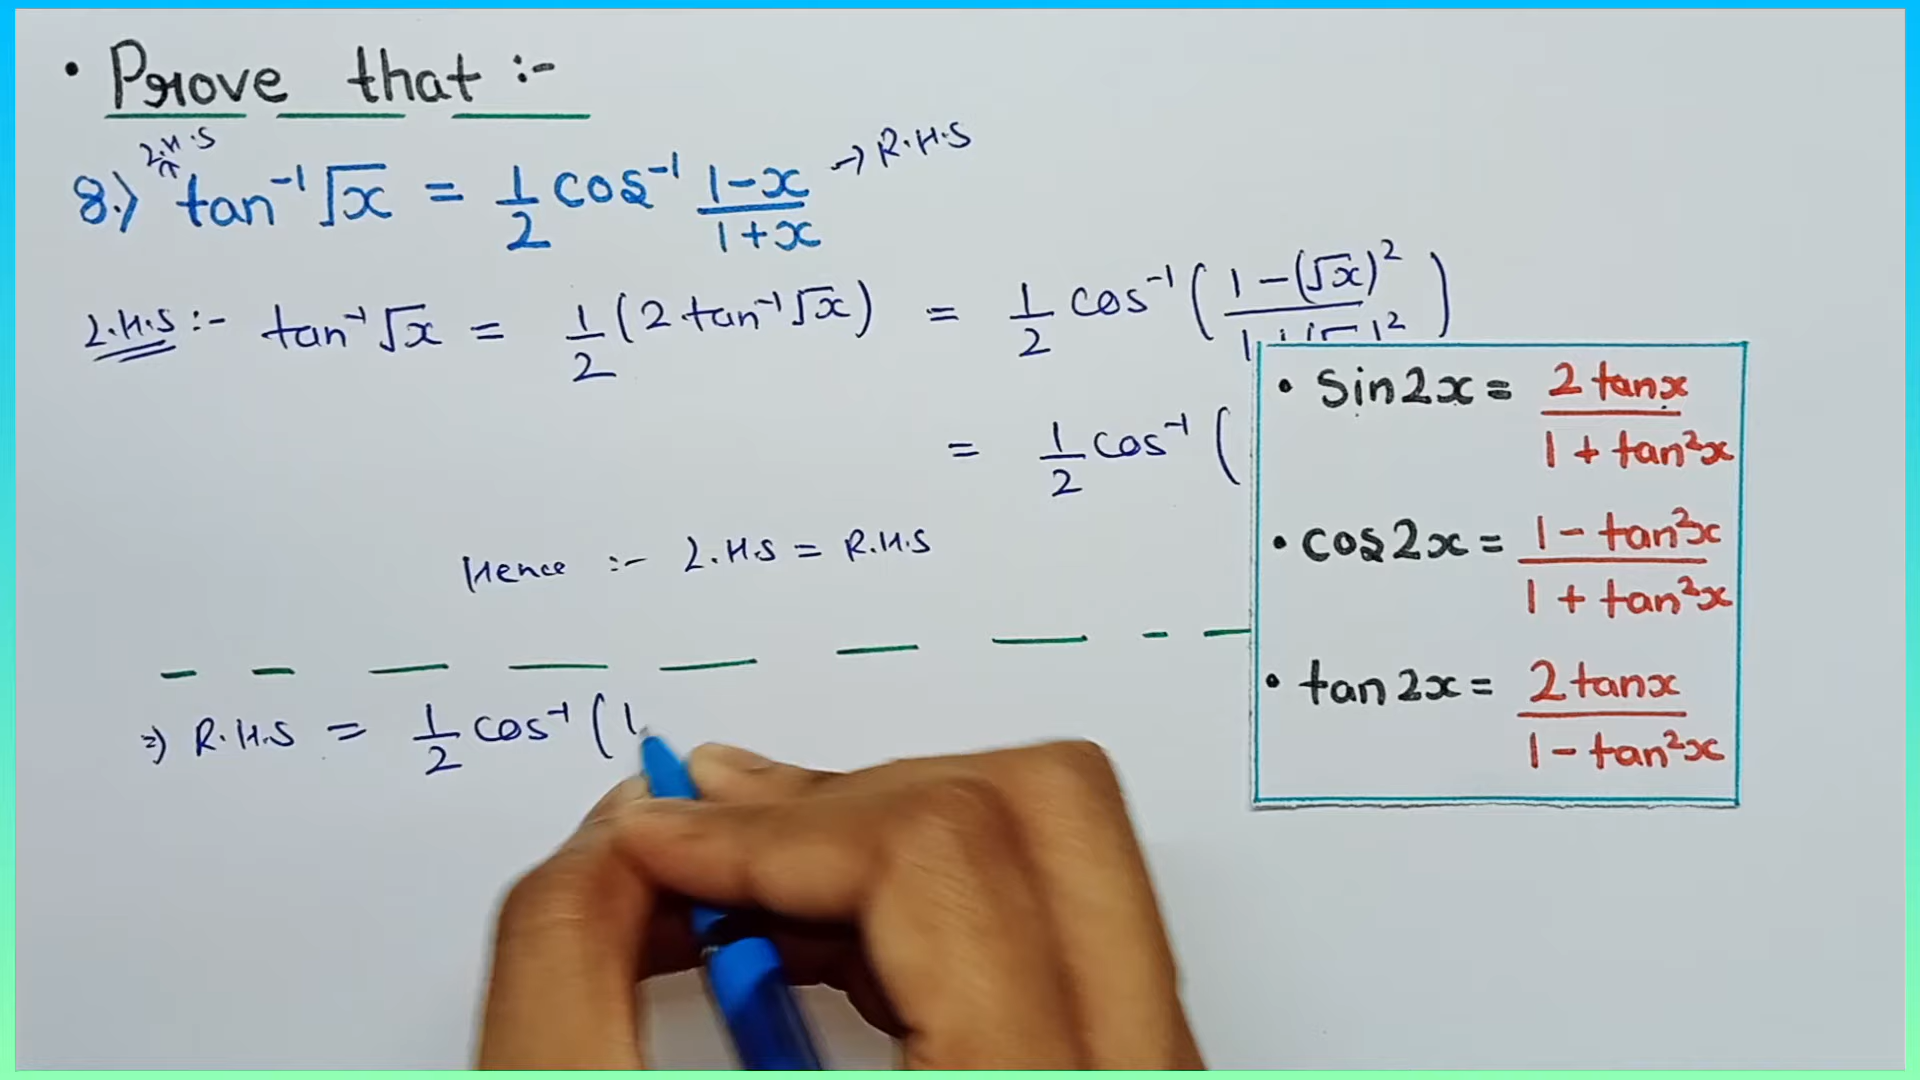 • Prove that :-
L.H.S
8.) tan⁻¹√x = 1/2 cos⁻¹ (1-x)/(1+x) → R.H.S
L.H.S :- tan⁻¹√x = 1/2 (2 tan⁻¹√x) = 1/2 cos⁻¹ ( 1-(√x)²
= 1/2 cos⁻¹ (
Hence :- L.H.S = R.H.S
⇒ R.H.S = 1/2 cos⁻¹ (1
• Sin2x = 2tanx / 1 + tan²x
• cos2x = 1 - tan²x / 1 + tan²x
• tan2x = 2tanx / 1 - tan²x